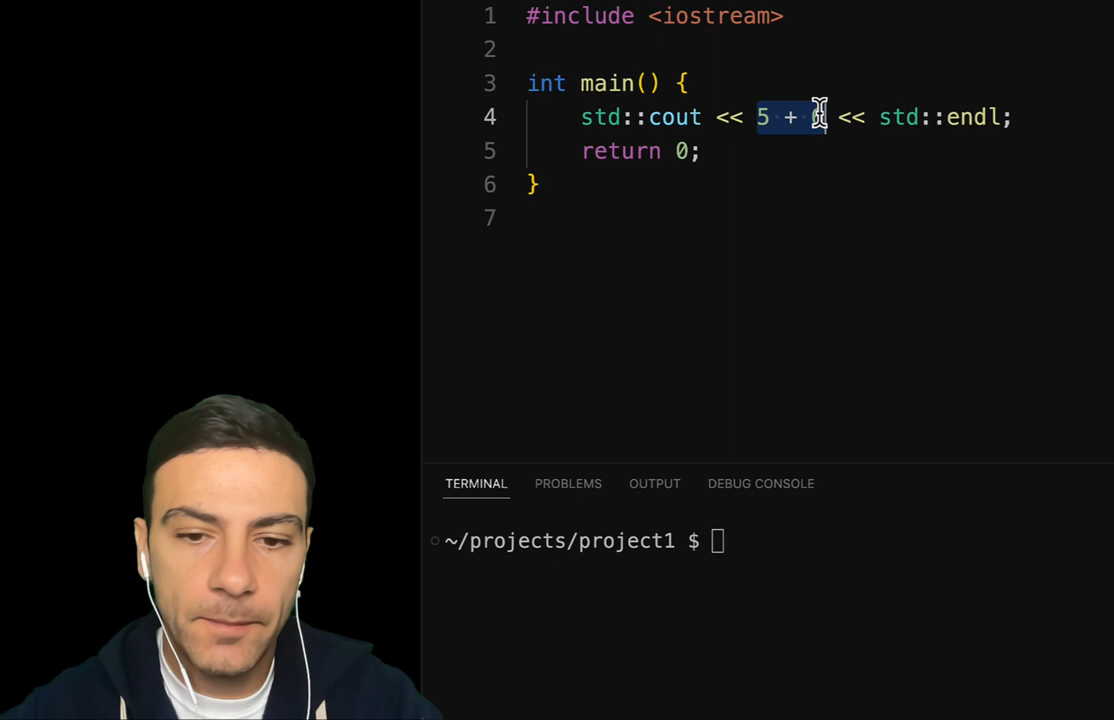 1 #include <iostream>
2
3 int main() {
4 std::cout << 5 + << std::endl;
5 return 0;
6 }
7
TERMINAL PROBLEMS OUTPUT DEBUG CONSOLE
~/projects/project1 $